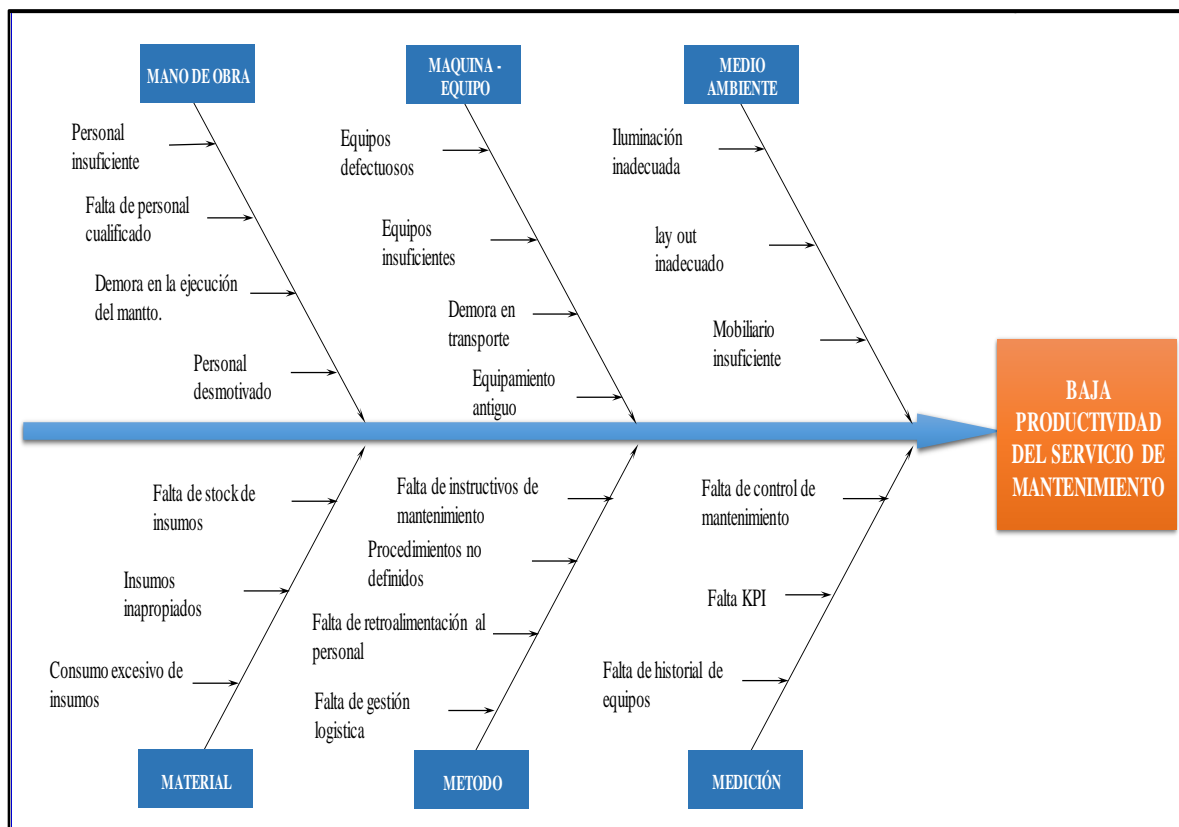 MANO DE OBRA
MAQUINA -
EQUIPO
MEDIO
AMBIENTE
Personal
insuficiente
Falta de personal
cualificado
Demora en la ejecución
del mantto.
Personal
desmotivado
Equipos
defectuosos
Equipos
insuficientes
Demora en
transporte
Equipamiento
antiguo
Iluminación
inadecuada
lay out
inadecuado
Mobiliario
insuficiente
BAJA
PRODUCTIVIDAD
DEL SERVICIO DE
MANTENIMIENTO
Falta de stock de
insumos
Insumos
inapropiados
Consumo excesivo de
insumos
Falta de instructivos de
mantenimiento
Procedimientos no
definidos
Falta de retroalimentación al
personal
Falta de gestión
logistica
Falta de control de
mantenimiento
Falta KPI
Falta de historial de
equipos
MATERIAL
METODO
MEDICIÓN